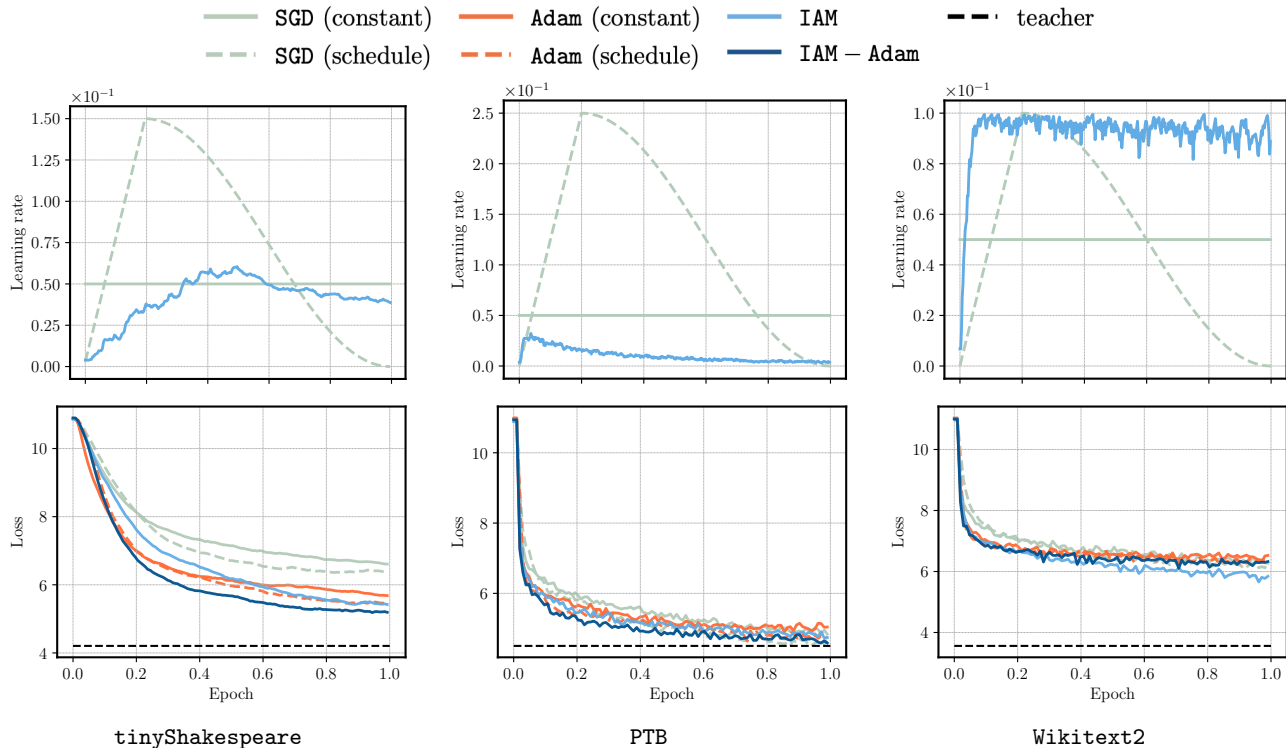 SGD (constant) Adam (constant) IAM teacher
SGD (schedule) Adam (schedule) IAM − Adam
×10⁻¹
1.50
1.25
1.00
0.75
0.50
0.25
0.00
Learning rate
×10⁻¹
2.5
2.0
1.5
1.0
0.5
0.0
Learning rate
×10⁻¹
1.0
0.8
0.6
0.4
0.2
0.0
Learning rate
10
8
6
4
Loss
0.0 0.2 0.4 0.6 0.8 1.0
Epoch
10
8
6
Loss
0.0 0.2 0.4 0.6 0.8 1.0
Epoch
10
8
6
4
Loss
0.0 0.2 0.4 0.6 0.8 1.0
Epoch
tinyShakespeare PTB Wikitext2